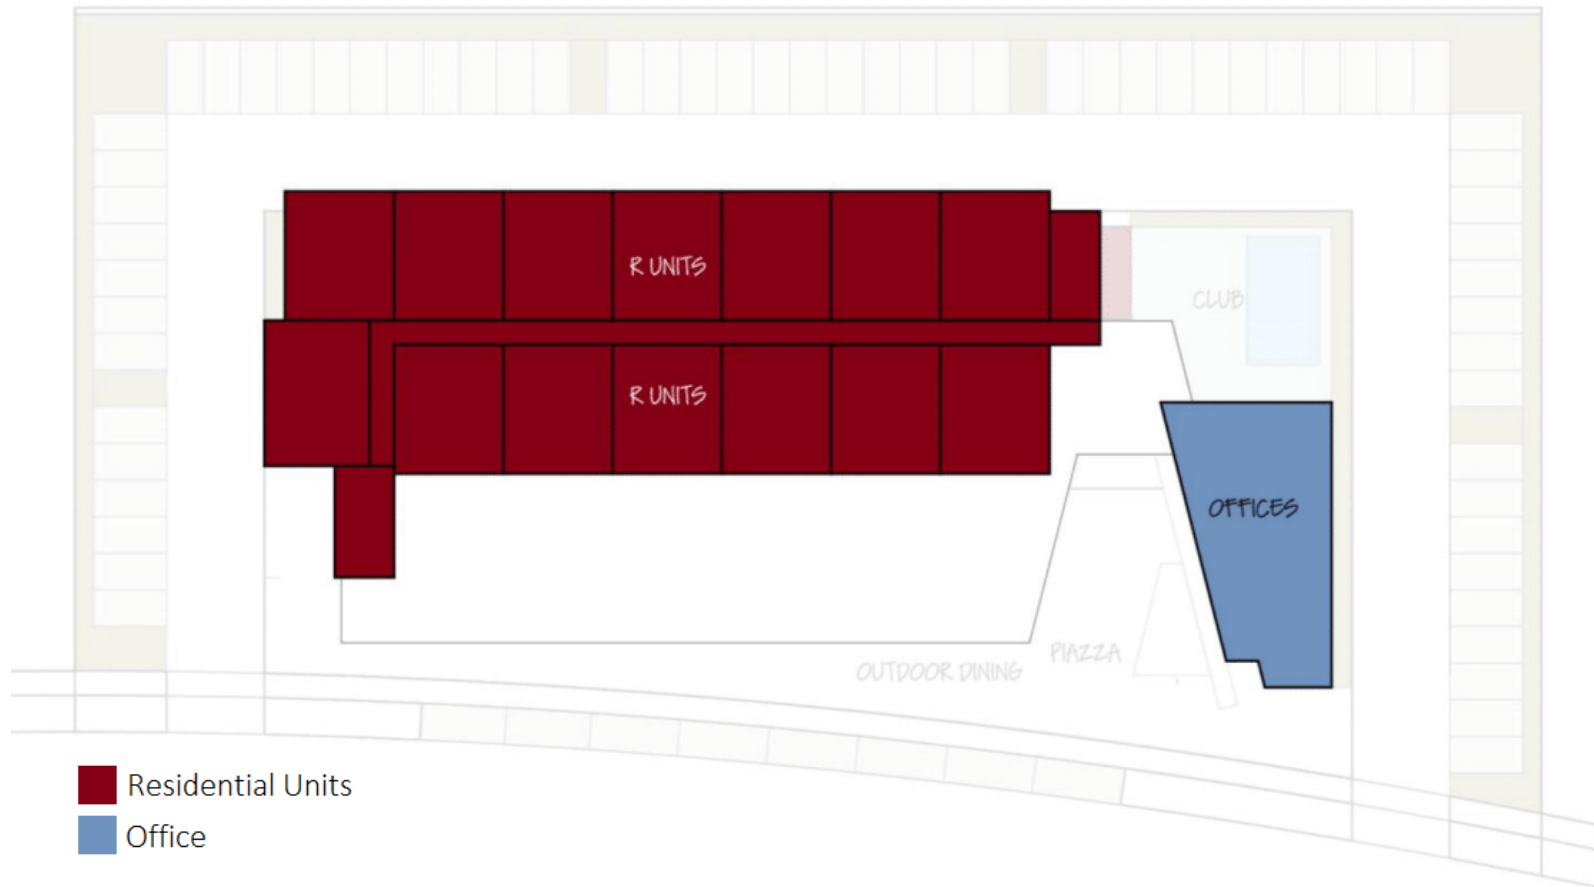 R UNITS
CLUB
R UNITS
OFFICES
PIAZZA
OUTDOOR DINING
Residential Units
Office